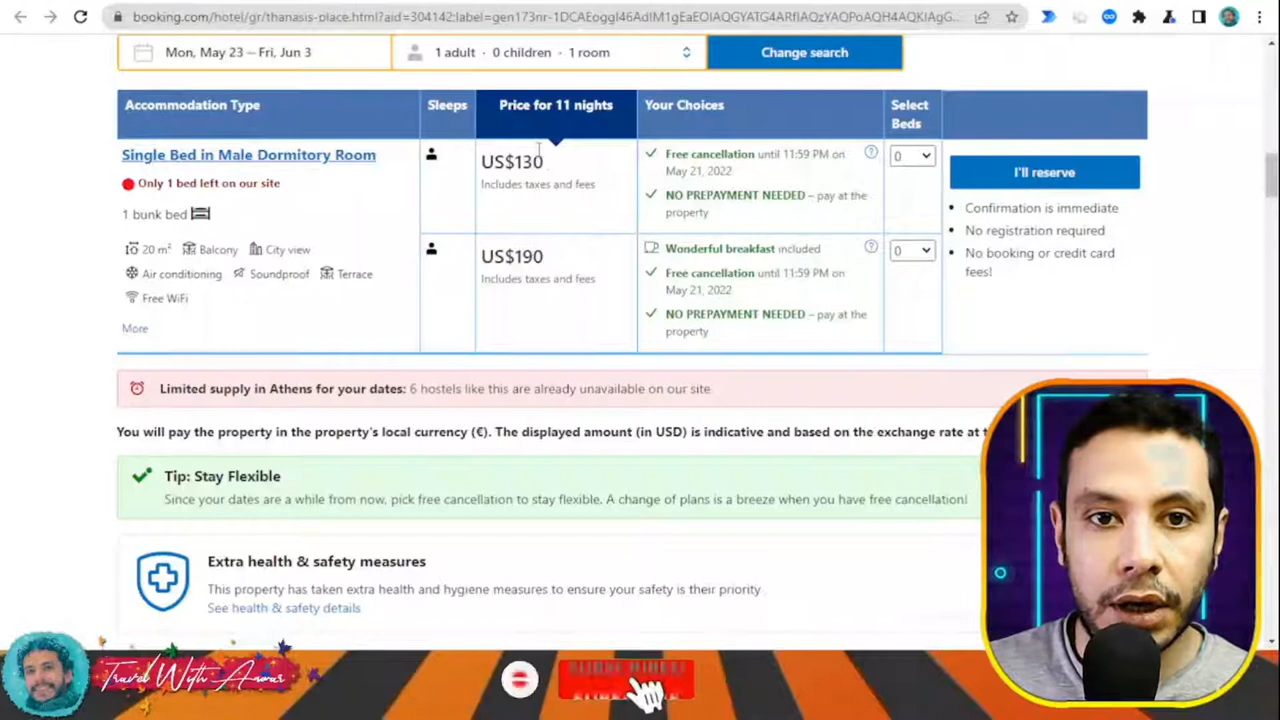 booking.com/hotel/gr/thanasis-place.html?aid=304142;label=gen173nr-
Mon, May 23 — Fri, Jun 3
1 adult · 0 children · 1 room
Change search
Accommodation Type
Sleeps
Price for 11 nights
Your Choices
Select
Beds
Single Bed in Male Dormitory Room
Only 1 bed left on our site
1 bunk bed
20 m² Balcony City view
Air conditioning Soundproof Terrace
Free WiFi
More
US$130
Includes taxes and fees
Free cancellation until 11:59 PM on
May 21, 2022
NO PREPAYMENT NEEDED – pay at the
property
0
US$190
Includes taxes and fees
Wonderful breakfast included
Free cancellation until 11:59 PM on
May 21, 2022
NO PREPAYMENT NEEDED – pay at the
property
0
I'll reserve
Confirmation is immediate
No registration required
No booking or credit card
fees!
Limited supply in Athens for your dates: 6 hostels like this are already unavailable on our site.
You will pay the property in the property's local currency (€). The displayed amount (in USD) is indicative and based on the exchange rate at
Tip: Stay Flexible
Since your dates are a while from now, pick free cancellation to stay flexible. A change of plans is a breeze when you have free cancellation!
Extra health & safety measures
This property has taken extra health and hygiene measures to ensure your safety is their priority
See health & safety details
Travel With Anour